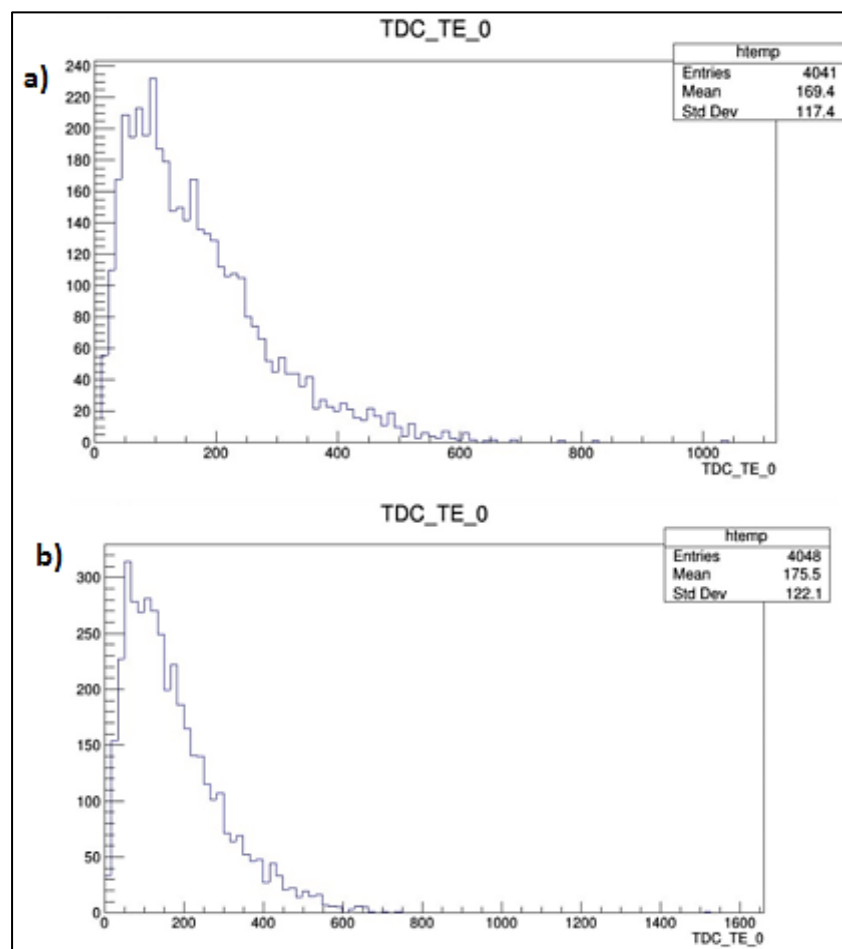 TDC_TE_0
a)
htemp
Entries 4041
Mean 169.4
Std Dev 117.4
240
220
200
180
160
140
120
100
80
60
40
20
0
0 200 400 600 800 1000
TDC_TE_0
TDC_TE_0
b)
htemp
Entries 4048
Mean 175.5
Std Dev 122.1
300
250
200
150
100
50
0
0 200 400 600 800 1000 1200 1400 1600
TDC_TE_0